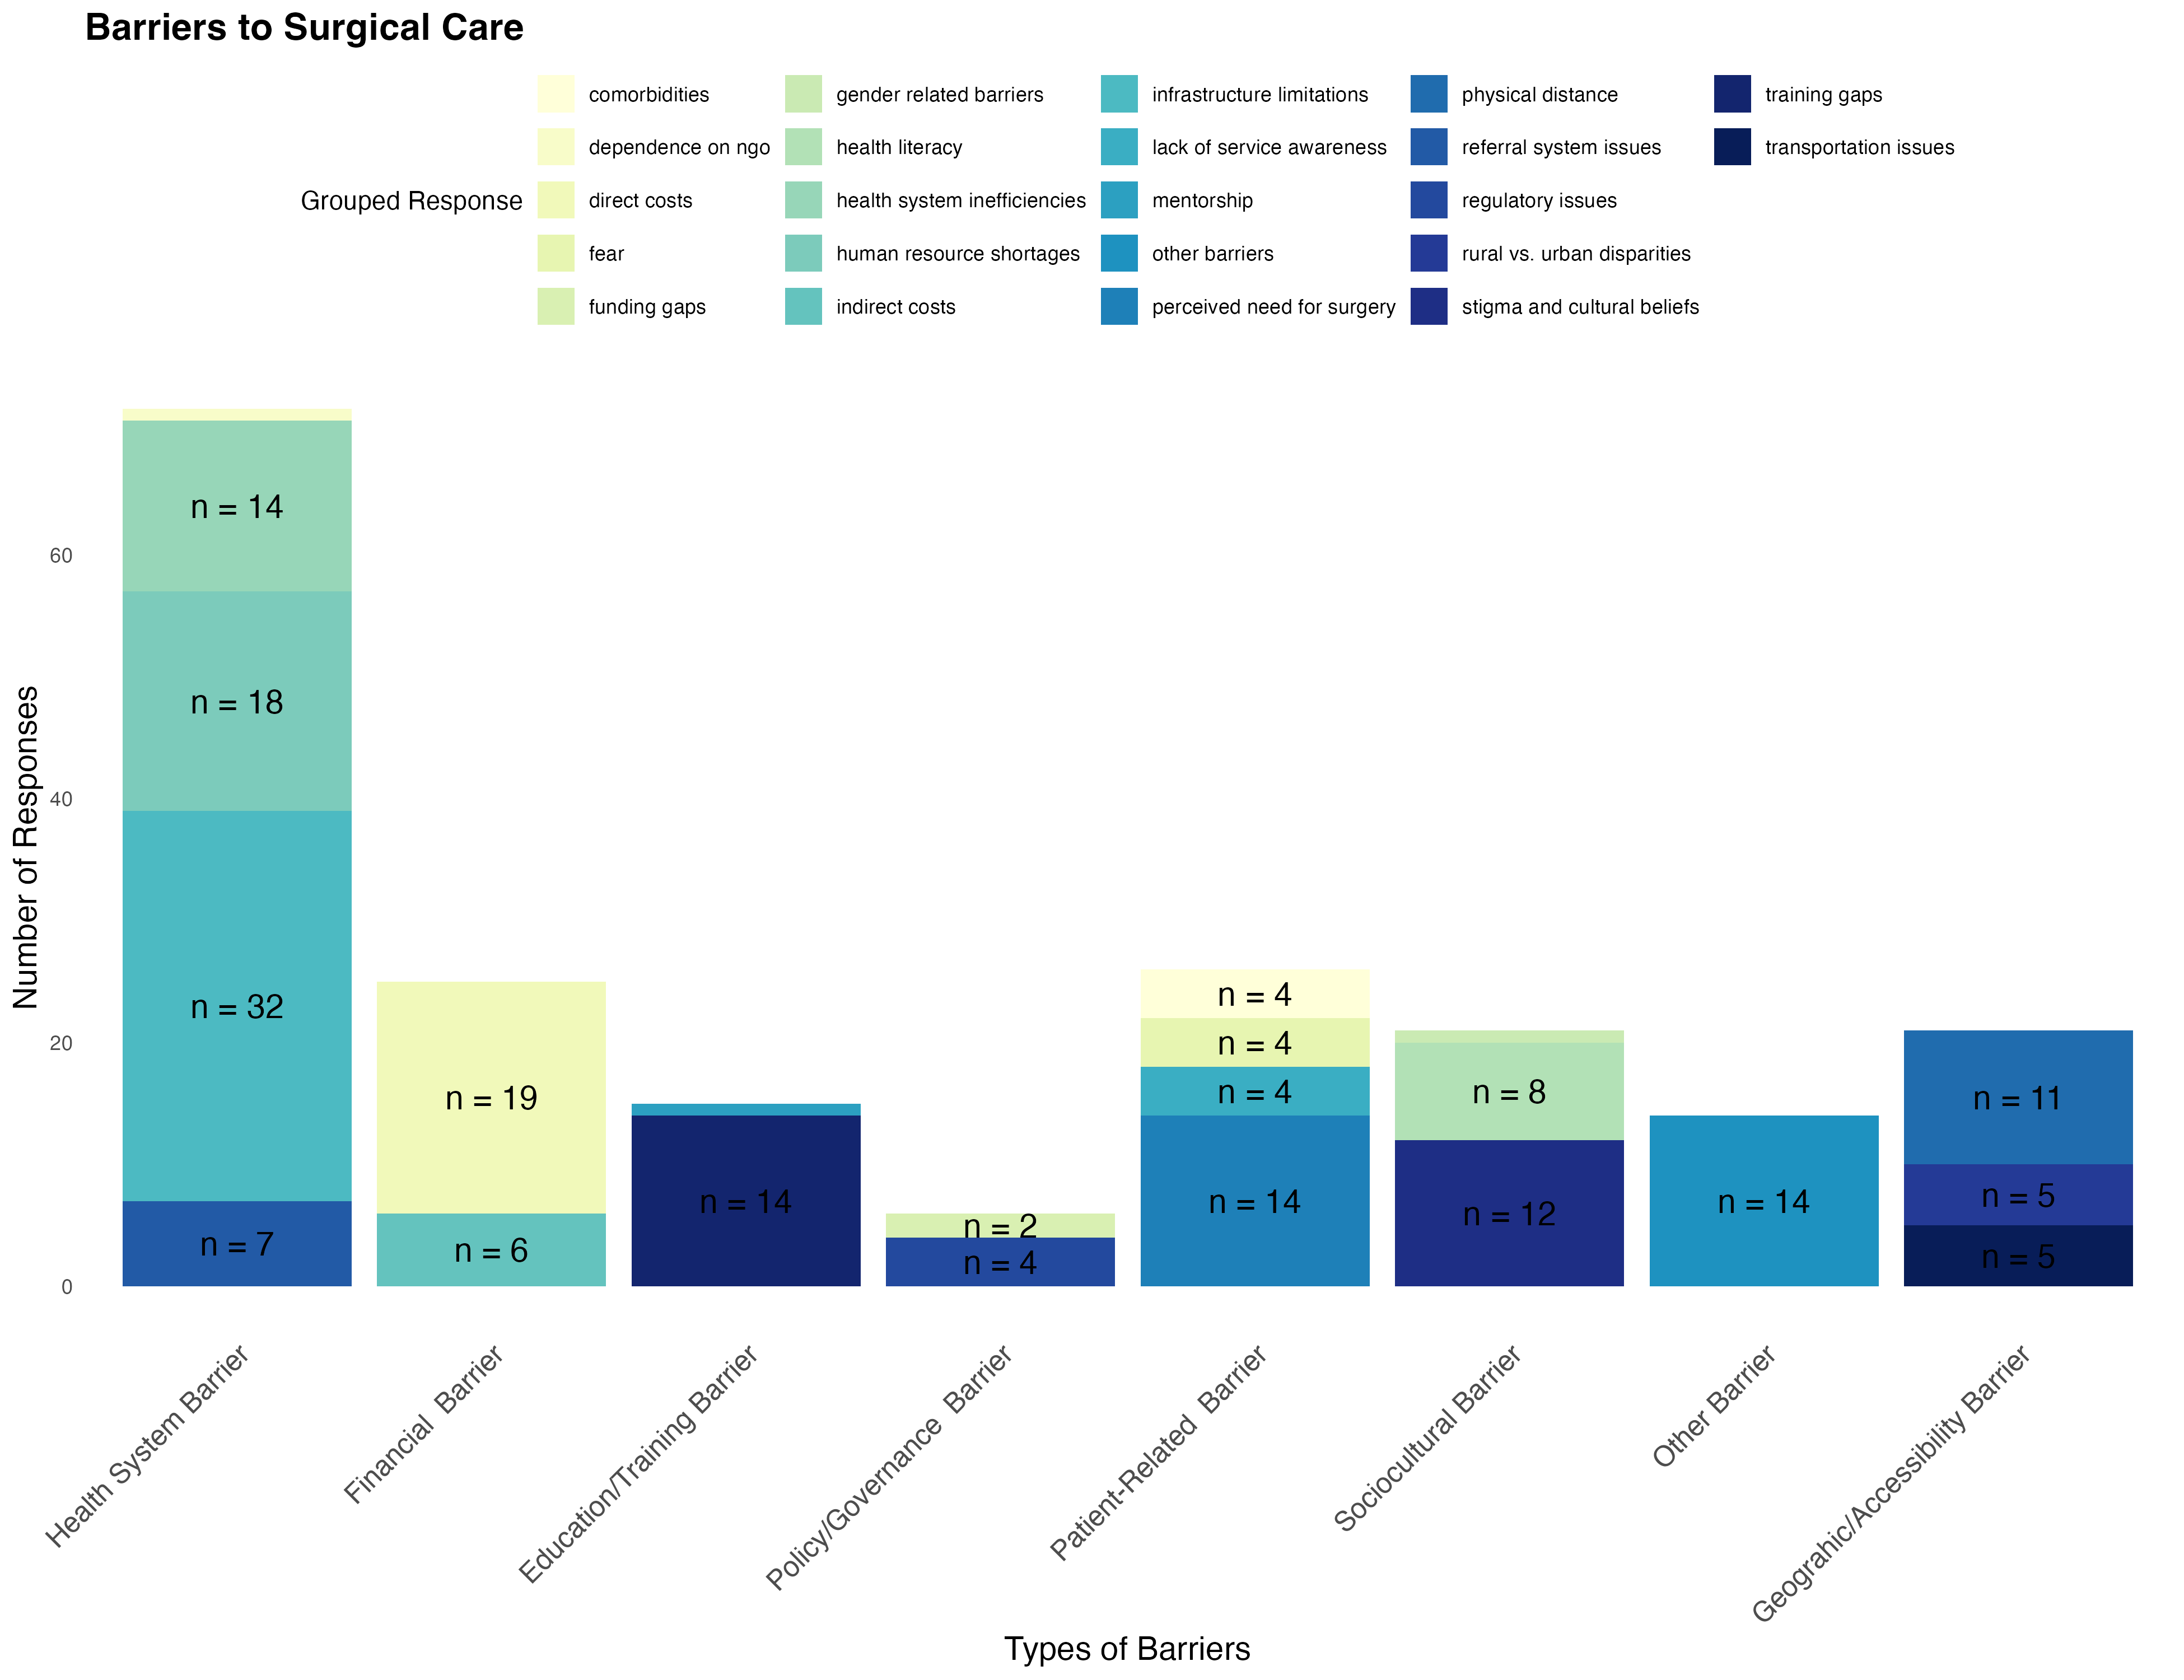 Barriers to Surgical Care
Grouped Response
comorbidities
dependence on ngo
direct costs
fear
funding gaps
gender related barriers
health literacy
health system inefficiencies
human resource shortages
indirect costs
infrastructure limitations
lack of service awareness
mentorship
other barriers
perceived need for surgery
physical distance
referral system issues
regulatory issues
rural vs. urban disparities
stigma and cultural beliefs
training gaps
transportation issues
Number of Responses
60
40
20
0
n = 14
n = 18
n = 32
n = 7
n = 19
n = 6
n = 14
n = 2
n = 4
n = 4
n = 4
n = 4
n = 14
n = 8
n = 12
n = 14
n = 11
n = 5
n = 5
Health System Barrier
Financial  Barrier
Education/Training Barrier
Policy/Governance  Barrier
Patient-Related  Barrier
Sociocultural Barrier
Other Barrier
Geograhic/Accessibility Barrier
Types of Barriers